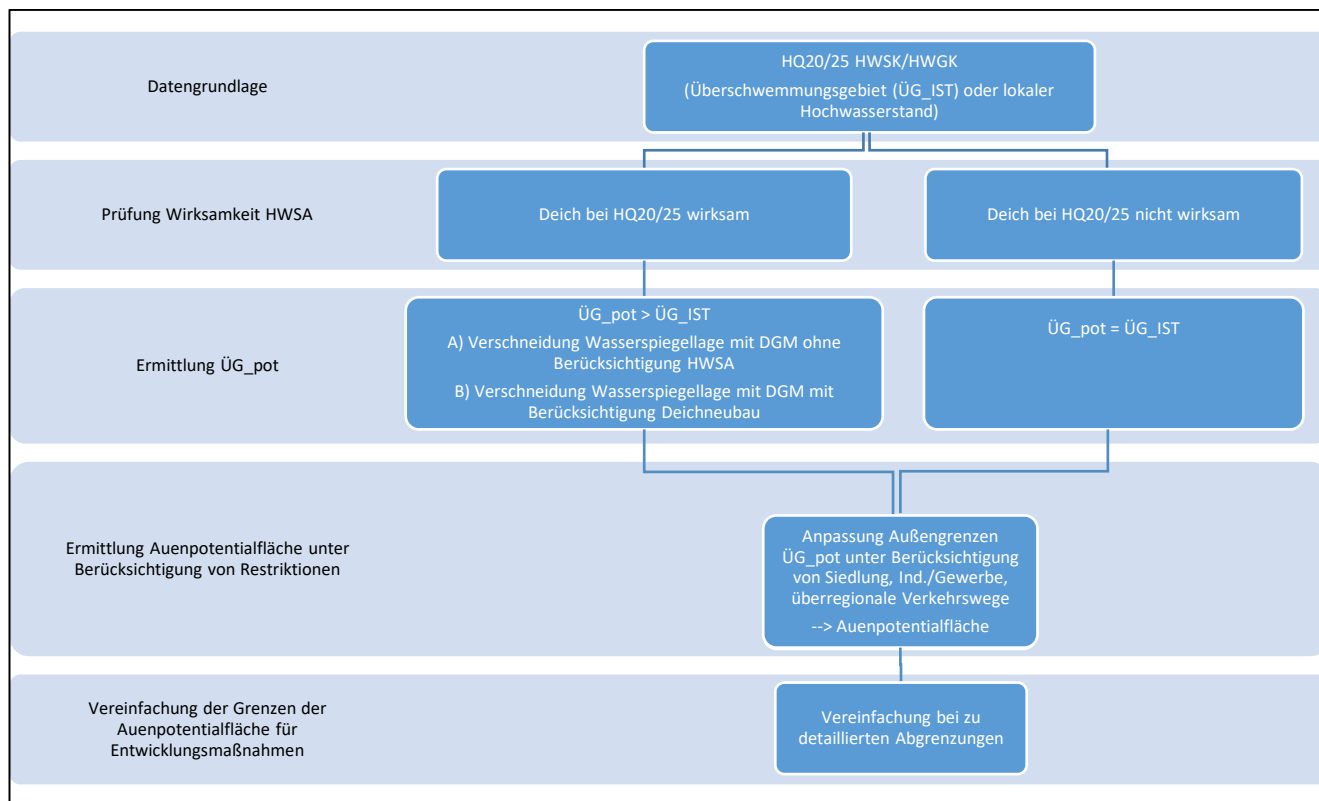 Datengrundlage
HQ20/25 HWSK/HWGK
(Überschwemmungsgebiet (ÜG_IST) oder lokaler
Hochwasserstand)
Prüfung Wirksamkeit HWSA
Deich bei HQ20/25 wirksam
Deich bei HQ20/25 nicht wirksam
Ermittlung ÜG_pot
ÜG_pot > ÜG_IST
A) Verschneidung Wasserspiegellage mit DGM ohne
Berücksichtigung HWSA
B) Verschneidung Wasserspiegellage mit DGM mit
Berücksichtigung Deichneubau
ÜG_pot = ÜG_IST
Ermittlung Auenpotentialfläche unter
Berücksichtigung von Restriktionen
Anpassung Außengrenzen
ÜG_pot unter Berücksichtigung
von Siedlung, Ind./Gewerbe,
überregionale Verkehrswege
--> Auenpotentialfläche
Vereinfachung der Grenzen der
Auenpotentialfläche für
Entwicklungsmaßnahmen
Vereinfachung bei zu
detaillierten Abgrenzungen